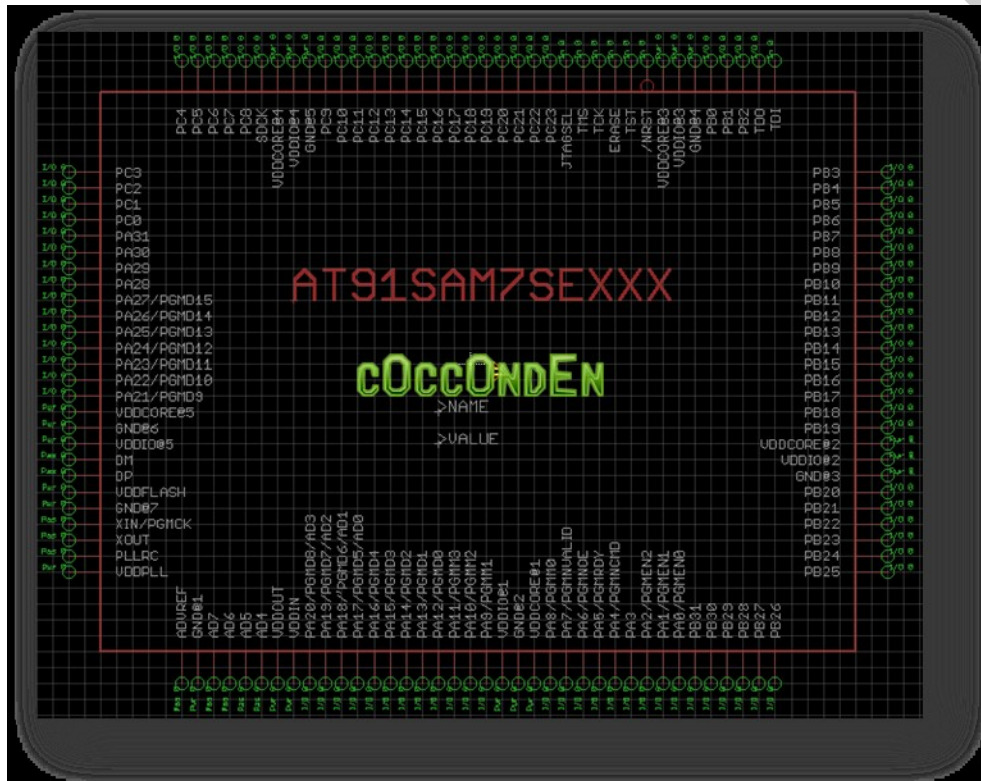 PC4
PC5
PC6
PC7
PC8
SDCK
VDDCORE@4
VDDIO@4
GND@5
PC9
PC10
PC11
PC12
PC13
PC14
PC15
PC16
PC17
PC18
PC19
PC20
PC21
PC22
PC23
JTAGSEL
TMS
TCK
ERASE
TST
/NRST
VDDCORE@3
VDDIO@3
GND@4
PB0
PB1
PB2
TDO
TDI
PC3
PC2
PC1
PC0
PA31
PA30
PA29
PA28
PA27/PGMD15
PA26/PGMD14
PA25/PGMD13
PA24/PGMD12
PA23/PGMD11
PA22/PGMD10
PA21/PGMD9
VDDCORE@5
GND@6
VDDIO@5
DM
DP
VDDFLASH
GND@7
XIN/PGMCK
XOUT
PLLRC
VDDPLL
AT91SAM7SEXXX
cOccOnDEn
>NAME
>VALUE
PB3
PB4
PB5
PB6
PB7
PB8
PB9
PB10
PB11
PB12
PB13
PB14
PB15
PB16
PB17
PB18
PB19
VDDCORE@2
VDDIO@2
GND@3
PB20
PB21
PB22
PB23
PB24
PB25
ADVREF
GND@1
AD7
AD6
AD5
AD4
VDDOUT
VDDIN
PA20/PGMD8/AD3
PA19/PGMD7/AD2
PA18/PGMD6/AD1
PA17/PGMD5/AD0
PA16/PGMD4
PA15/PGMD3
PA14/PGMD2
PA13/PGMD1
PA12/PGMD0
PA11/PGMM3
PA10/PGMM2
PA9/PGMM1
VDDIO@1
GND@2
VDDCORE@1
PA8/PGMM0
PA7/PGMNVALID
PA6/PGMNOE
PA5/PGMRDY
PA4/PGMNCMD
PA3
PA2/PGMEN2
PA1/PGMEN1
PA0/PGMEN0
PB31
PB30
PB29
PB28
PB27
PB26